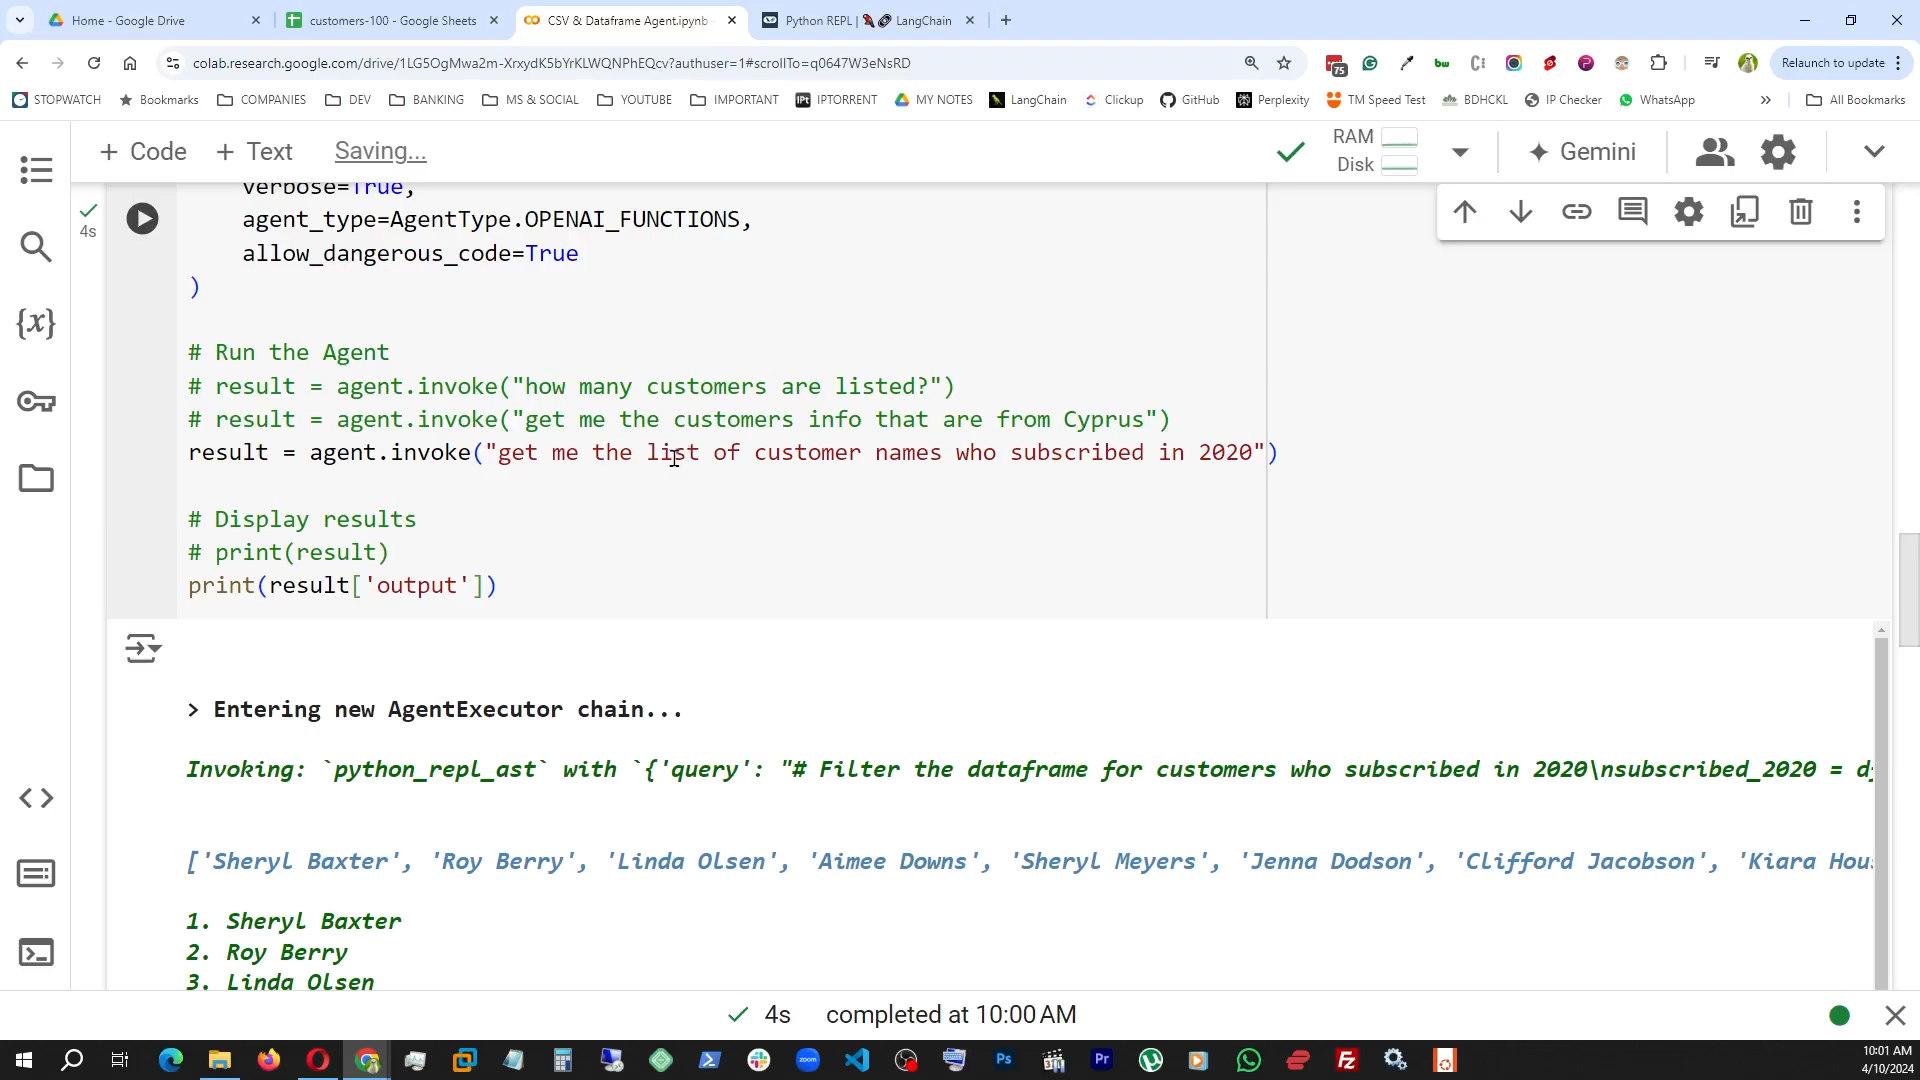 Home - Google Drive
customers-100 - Google Sheets
CSV & Dataframe Agent.ipynb
Python REPL | LangChain
colab.research.google.com/drive/1LG5OgMwa2m-XrxydK5bYrKLWQNPhEQcv?authuser=1#scrollTo=q0647W3eNsRD
75
bw
Relaunch to update
STOPWATCH
Bookmarks
COMPANIES
DEV
BANKING
MS & SOCIAL
YOUTUBE
IMPORTANT
IPTORRENT
MY NOTES
LangChain
Clickup
GitHub
Perplexity
TM Speed Test
BDHCKL
IP Checker
WhatsApp
All Bookmarks
+ Code
+ Text
Saving...
RAM
Disk
Gemini
4s
verbose=True,
agent_type=AgentType.OPENAI_FUNCTIONS,
allow_dangerous_code=True
)
# Run the Agent
# result = agent.invoke("how many customers are listed?")
# result = agent.invoke("get me the customers info that are from Cyprus")
result = agent.invoke("get me the list of customer names who subscribed in 2020")
# Display results
# print(result)
print(result['output'])
> Entering new AgentExecutor chain...
Invoking: `python_repl_ast` with `{'query': "# Filter the dataframe for customers who subscribed in 2020\nsubscribed_2020 = df
['Sheryl Baxter', 'Roy Berry', 'Linda Olsen', 'Aimee Downs', 'Sheryl Meyers', 'Jenna Dodson', 'Clifford Jacobson', 'Kiara Hous
1. Sheryl Baxter
2. Roy Berry
3. Linda Olsen
4s completed at 10:00 AM
10:01 AM
4/10/2024